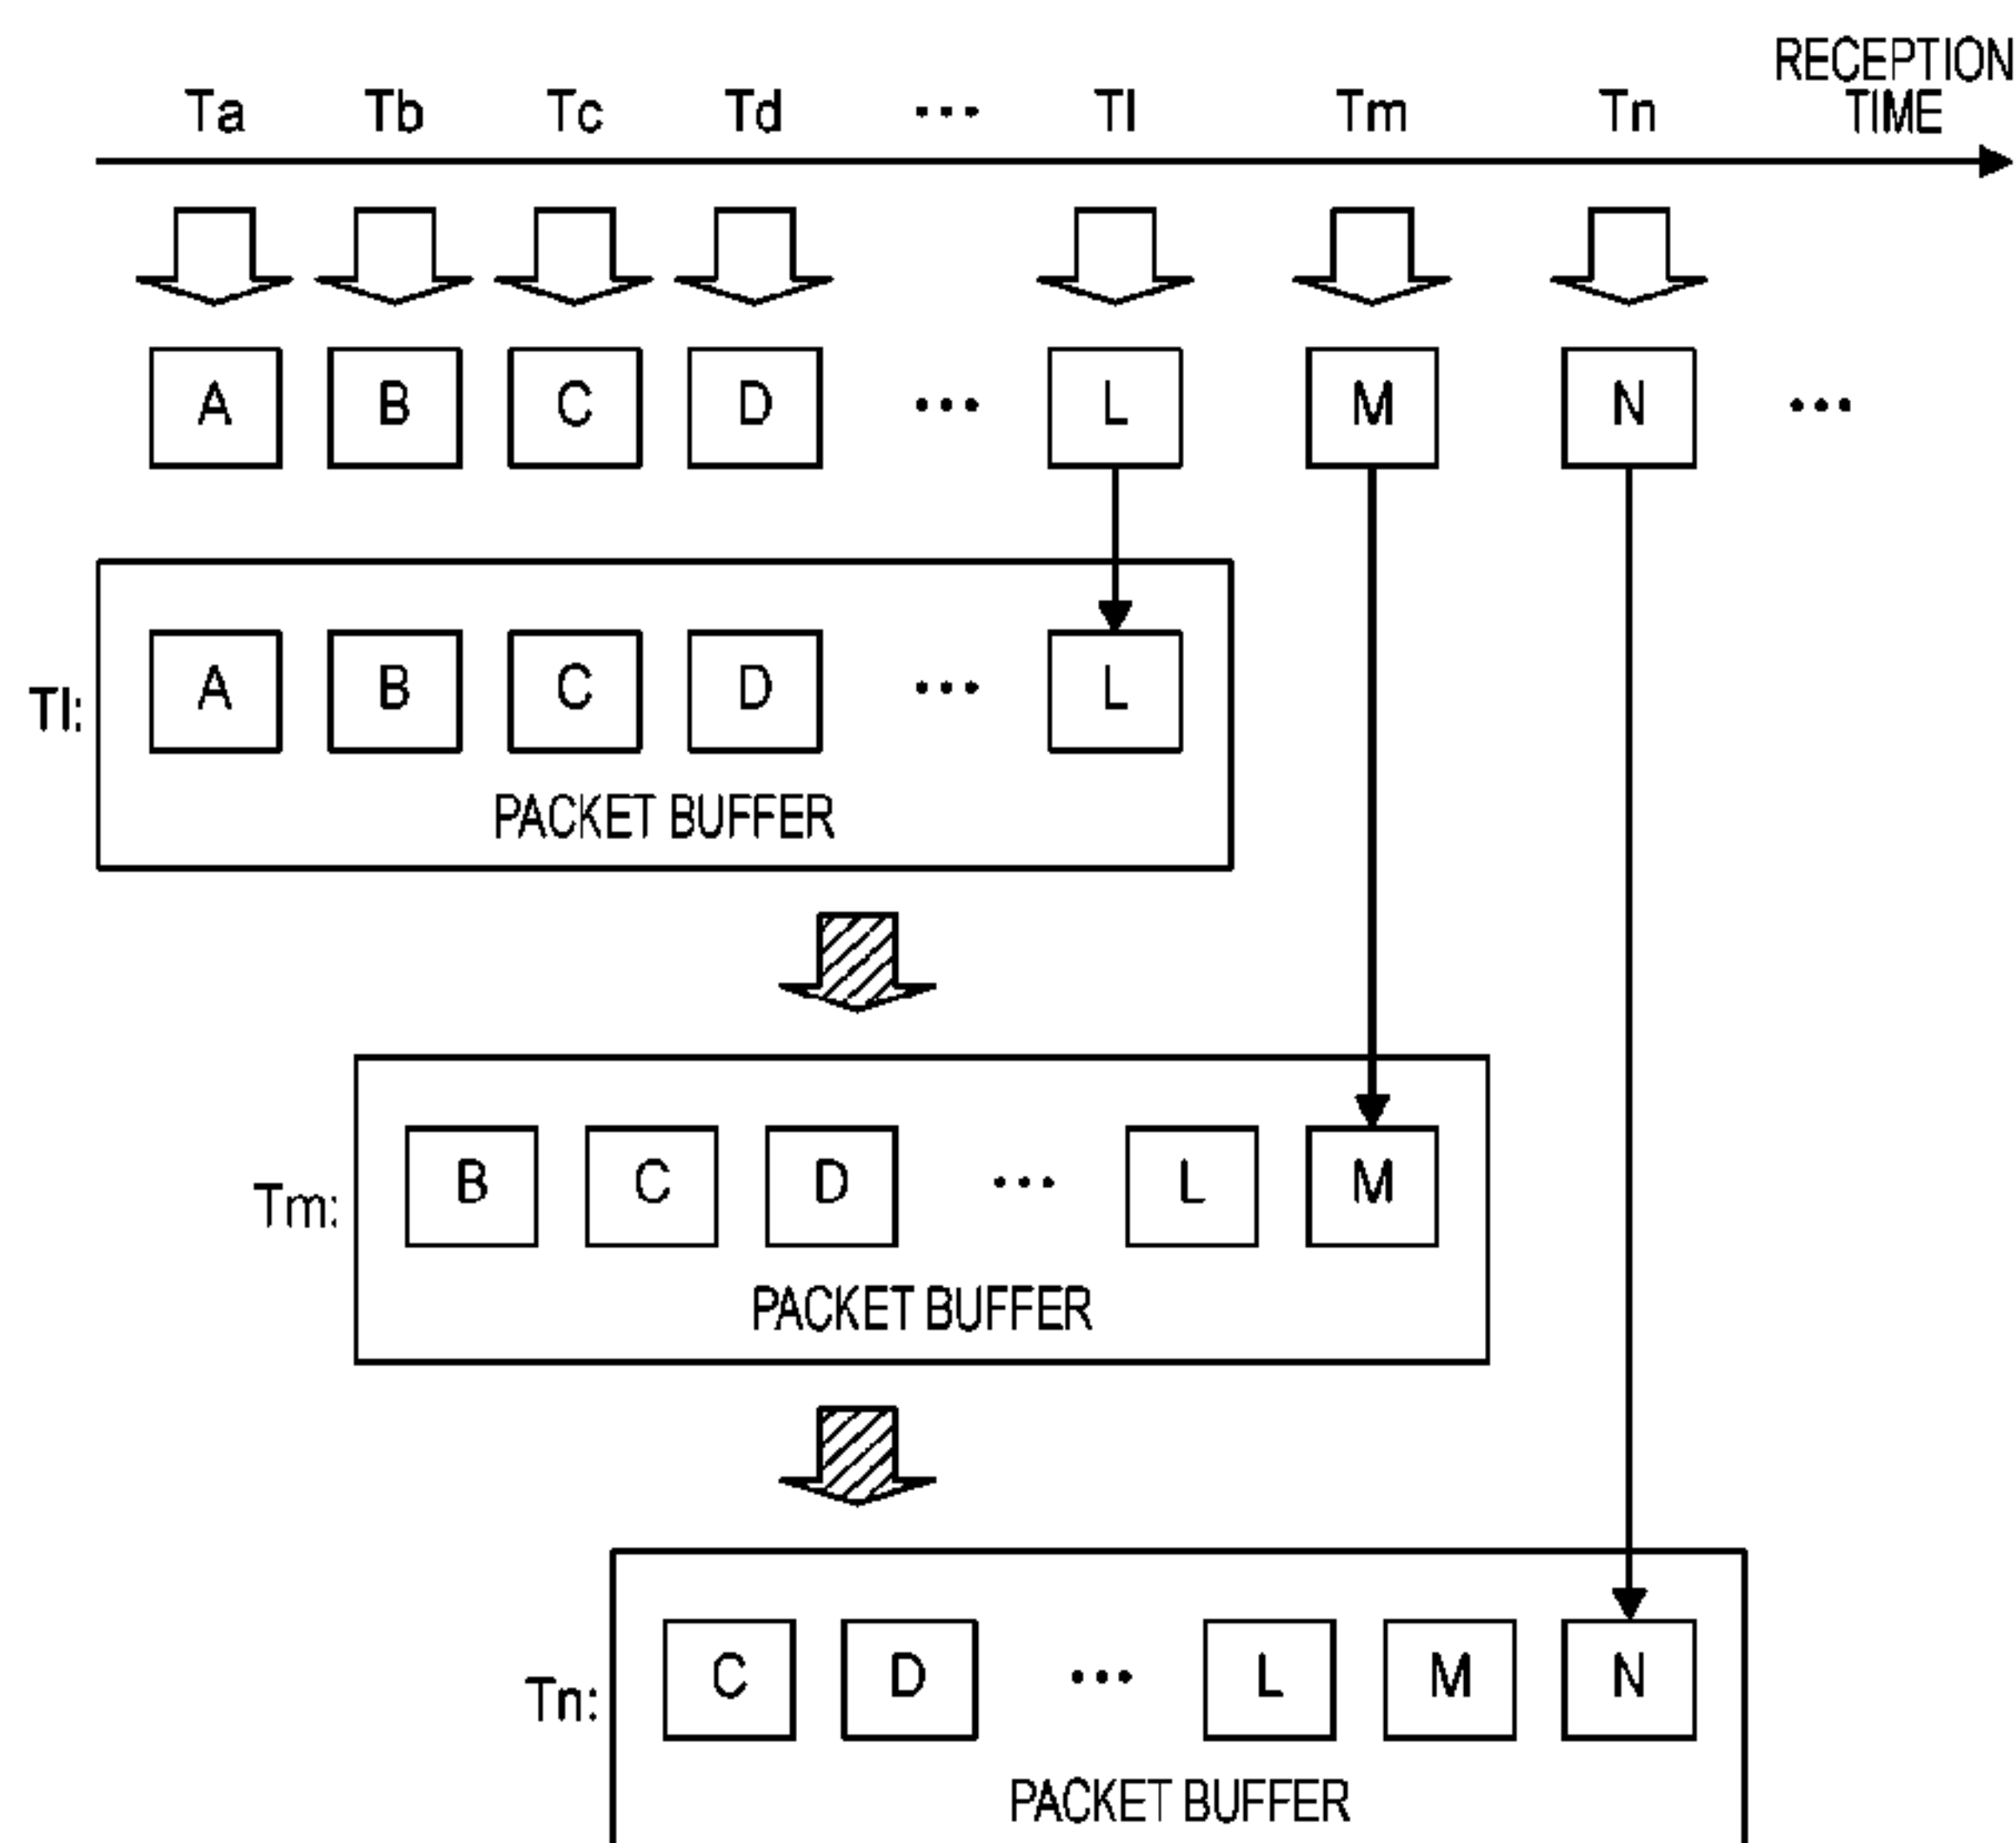 RECEPTION
TIME
Ta Tb Tc Td ... Tl Tm Tn
A B C D ... L M N ...
Tl:
A B C D ... L
PACKET BUFFER
Tm:
B C D ... L M
PACKET BUFFER
Tn:
C D ... L M N
PACKET BUFFER